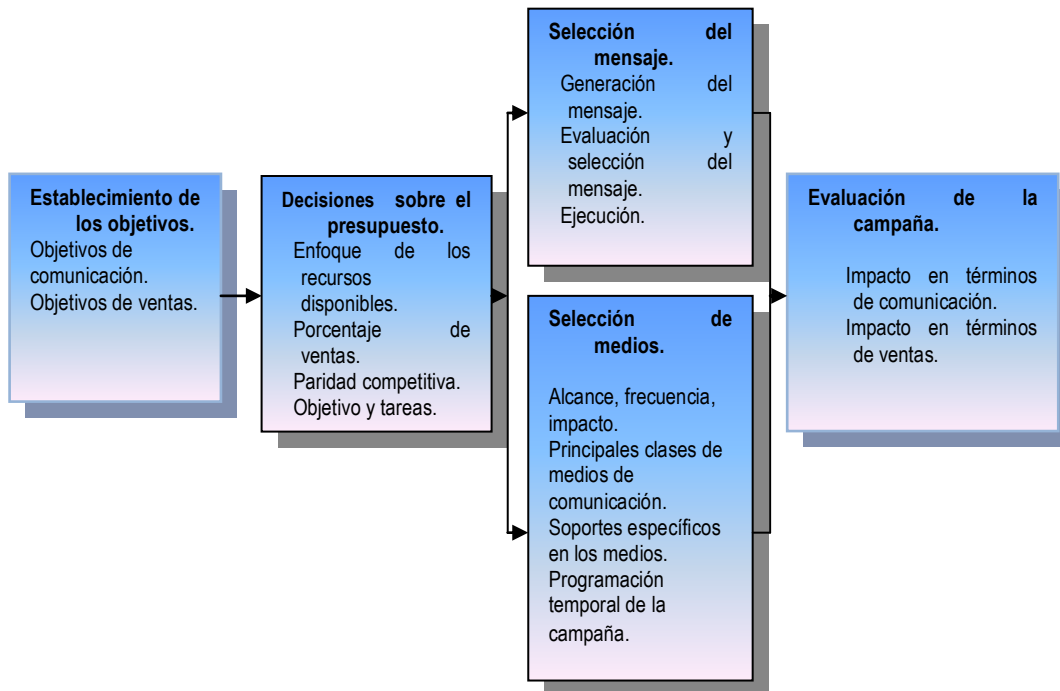 Establecimiento de
los objetivos.
Objetivos de
comunicación.
Objetivos de ventas.
Decisiones sobre el
presupuesto.
Enfoque de los
recursos
disponibles.
Porcentaje de
ventas.
Paridad competitiva.
Objetivo y tareas.
Selección del
mensaje.
Generación del
mensaje.
Evaluación y
selección del
mensaje.
Ejecución.
Selección de
medios.
Alcance, frecuencia,
impacto.
Principales clases de
medios de
comunicación.
Soportes específicos
en los medios.
Programación
temporal de la
campaña.
Evaluación de la
campaña.
Impacto en términos
de comunicación.
Impacto en términos
de ventas.